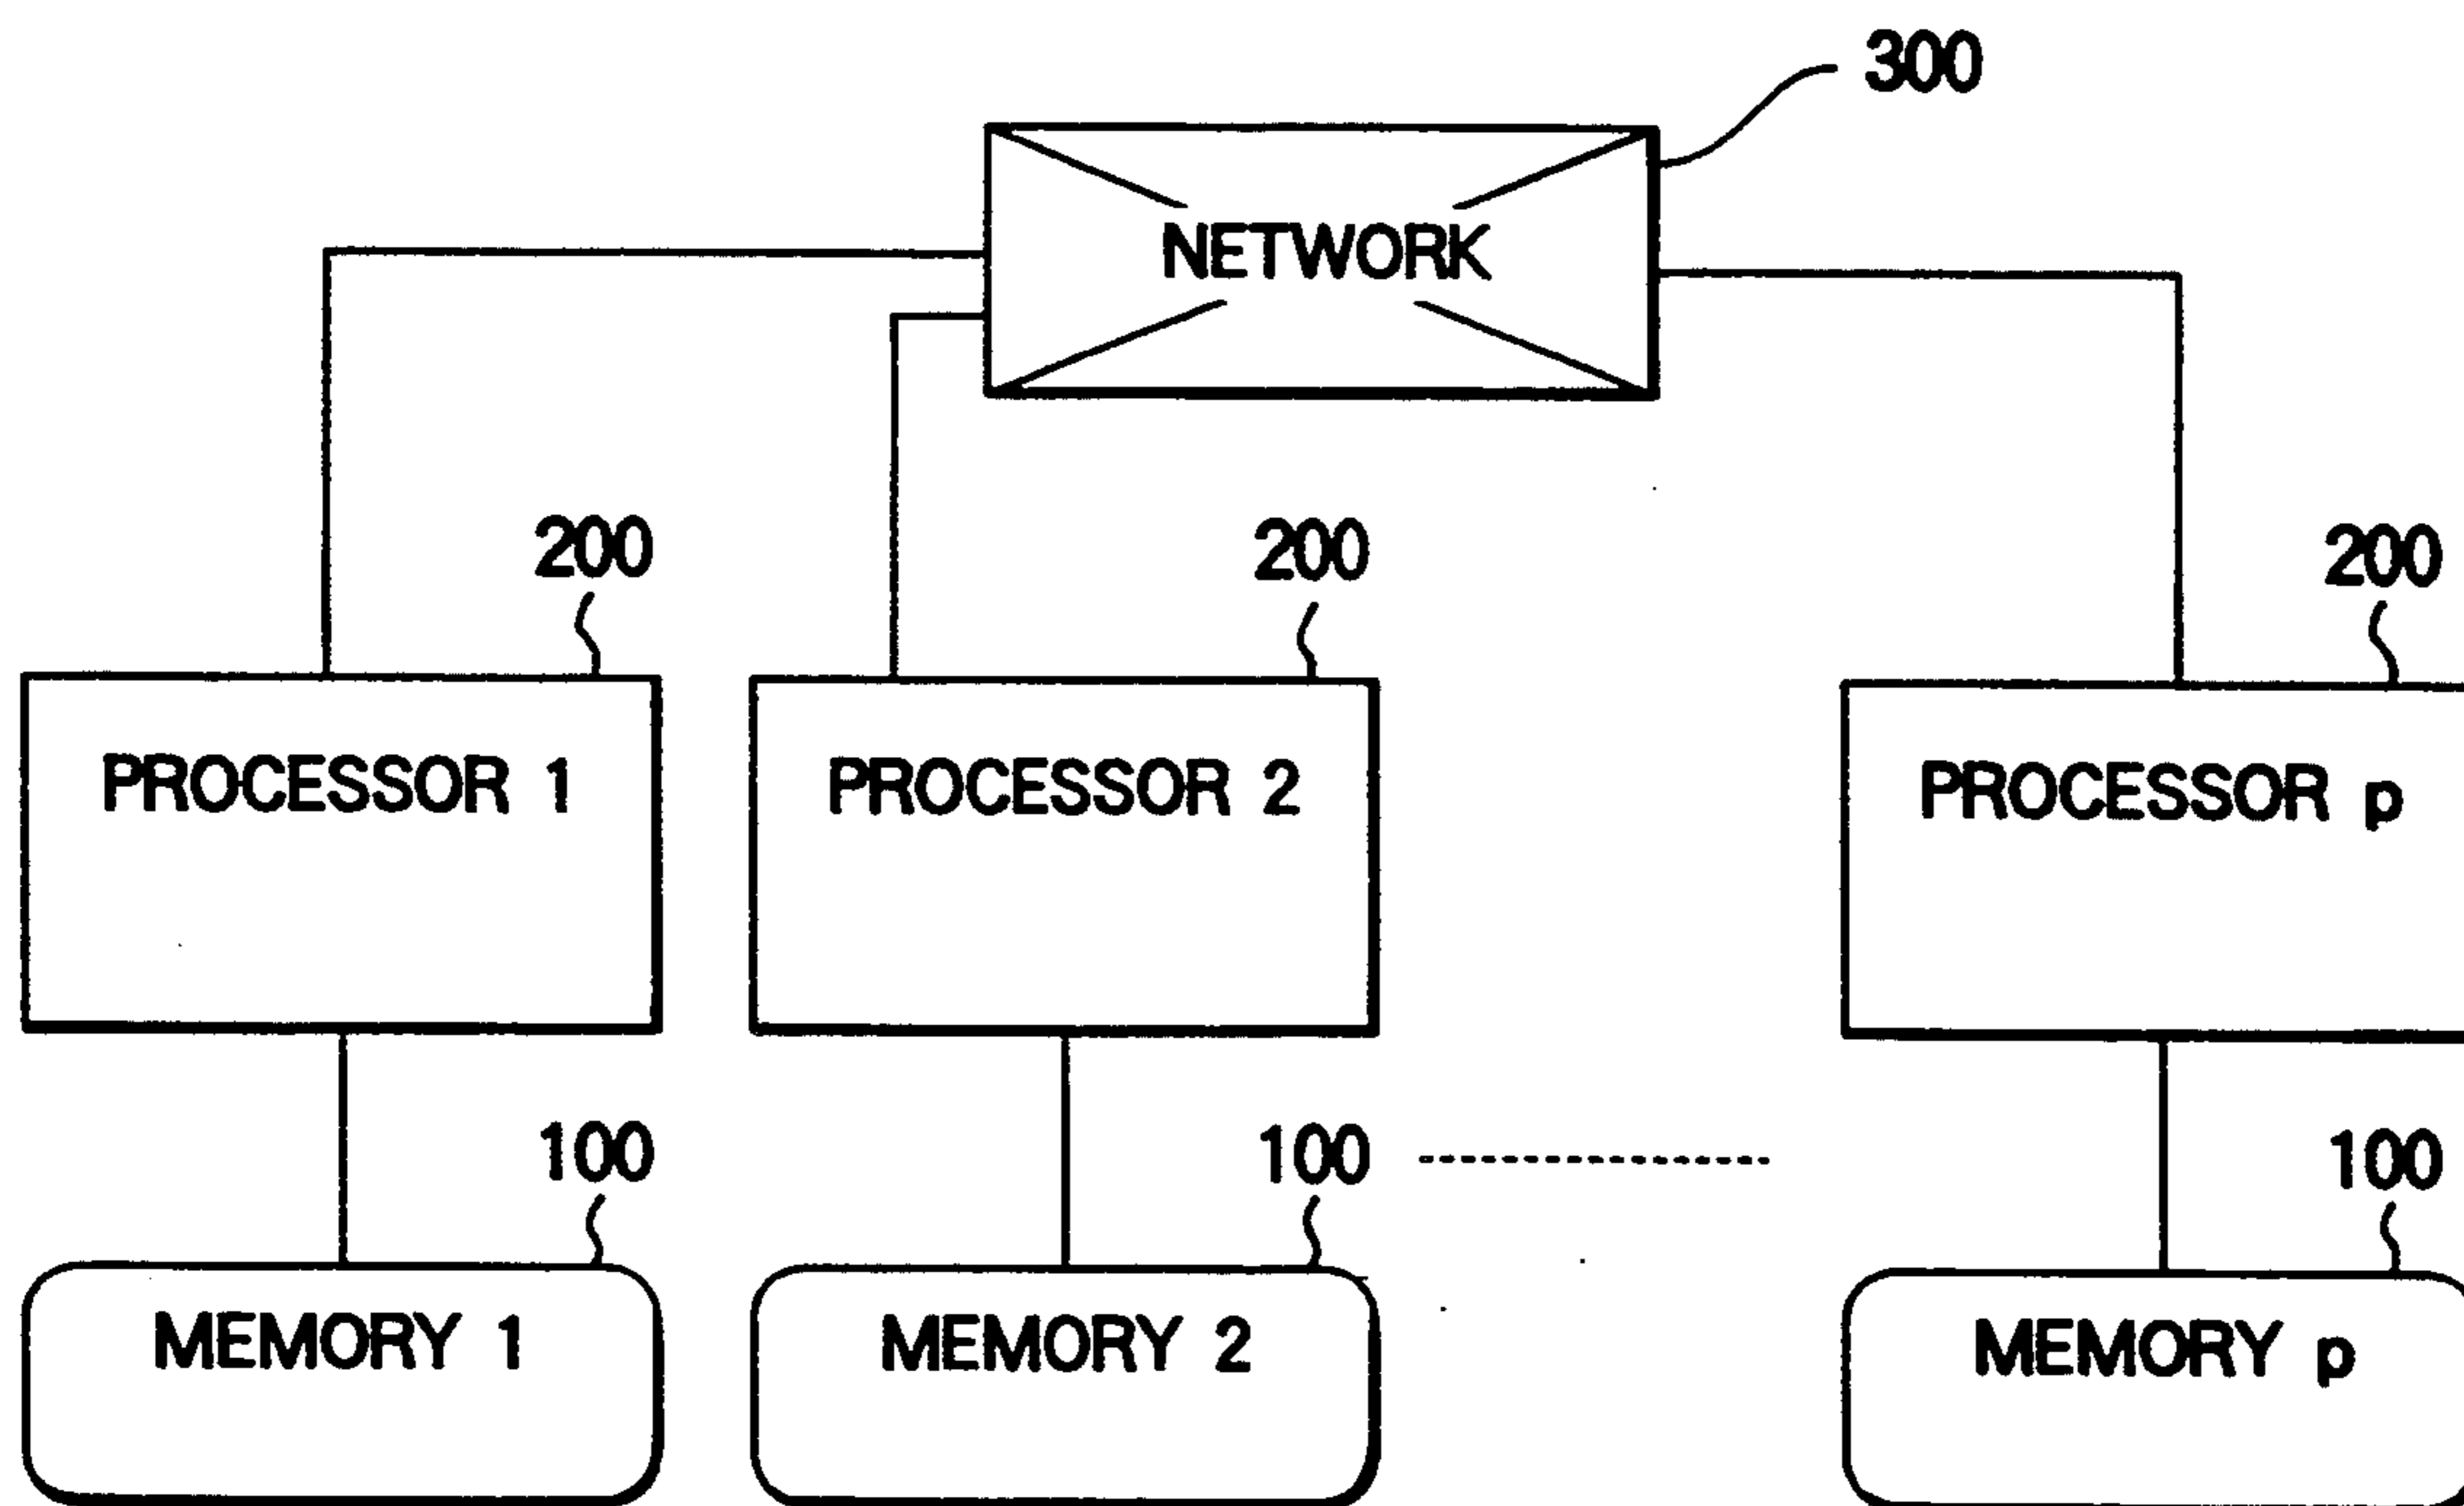 300
NETWORK
200 200 200
PROCESSOR 1 PROCESSOR 2 PROCESSOR p
100 100 100
MEMORY 1 MEMORY 2 MEMORY p